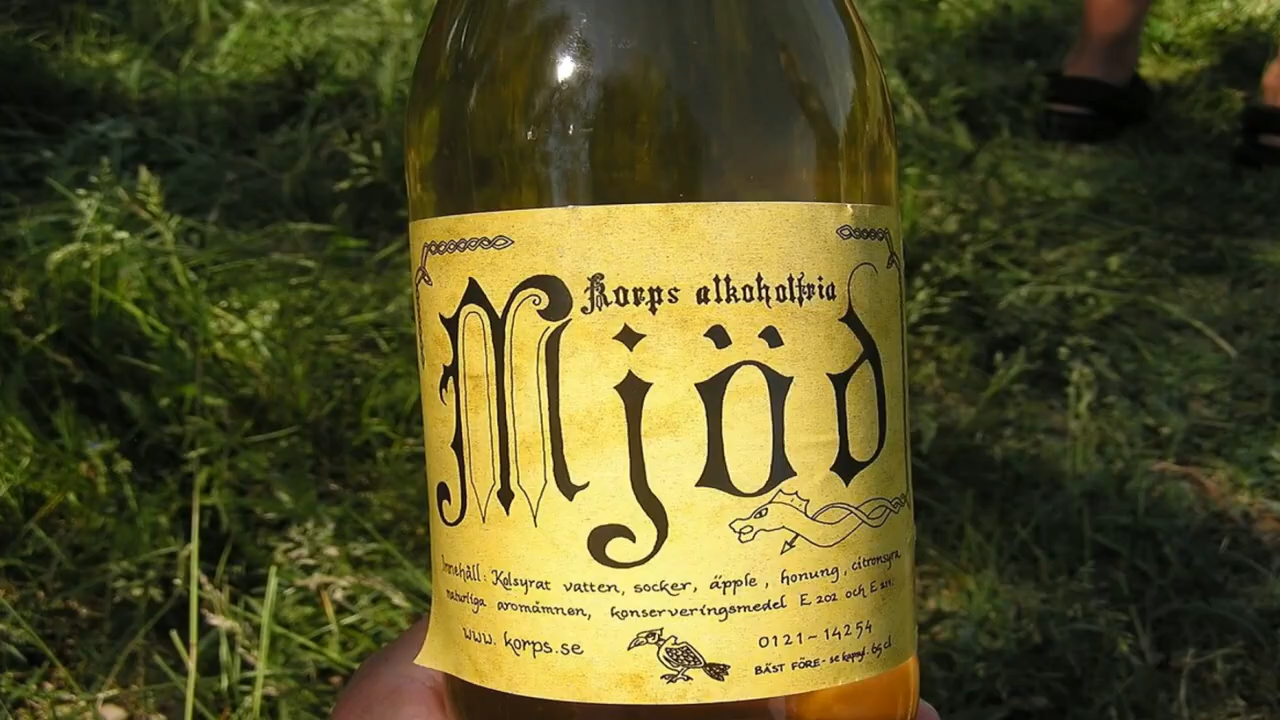 Korps alkoholfria
Mjöd
Innehåll: Kolsyrat vatten, socker, äpple, honung, citronsyra,
naturliga aromämnen, konserveringsmedel E 202 och E 211.
www.korps.se
0121-14254
BÄST FÖRE - se kapsyl. 65 cl